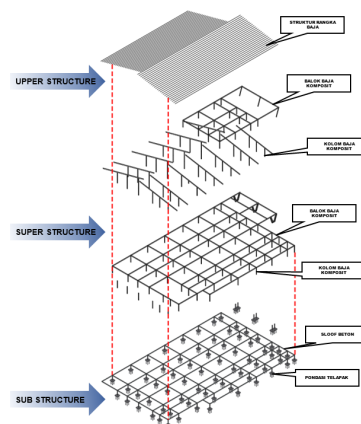 STRUKTUR RANGKA
BAJA
UPPER STRUCTURE
BALOK BAJA
KOMPOSIT
KOLOM BAJA
KOMPOSIT
BALOK BAJA
KOMPOSIT
SUPER STRUCTURE
KOLOM BAJA
KOMPOSIT
SLOOF BETON
PONDASI TELAPAK
SUB STRUCTURE